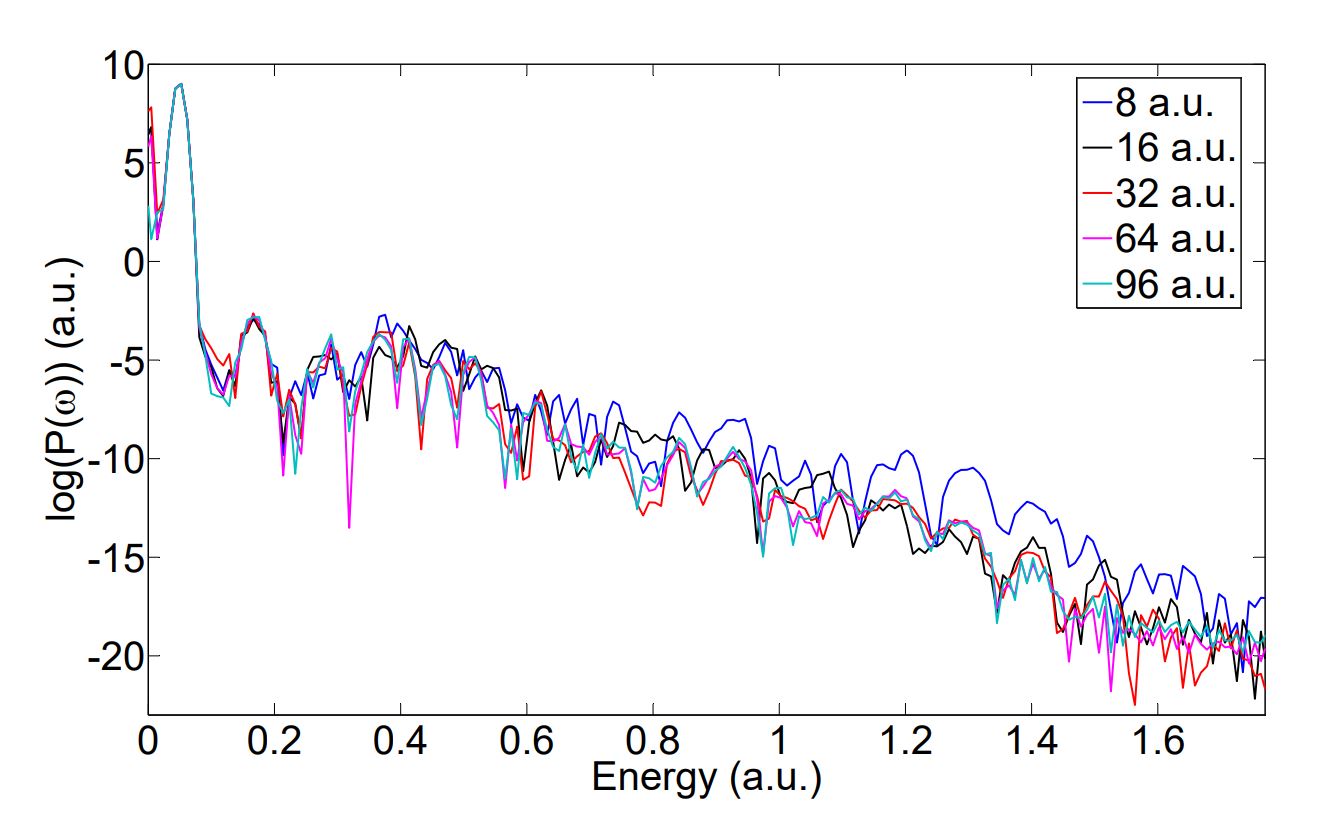 10
5
0
-5
-10
-15
-20
log(P(ω)) (a.u.)
8 a.u.
16 a.u.
32 a.u.
64 a.u.
96 a.u.
0 0.2 0.4 0.6 0.8 1 1.2 1.4 1.6
Energy (a.u.)